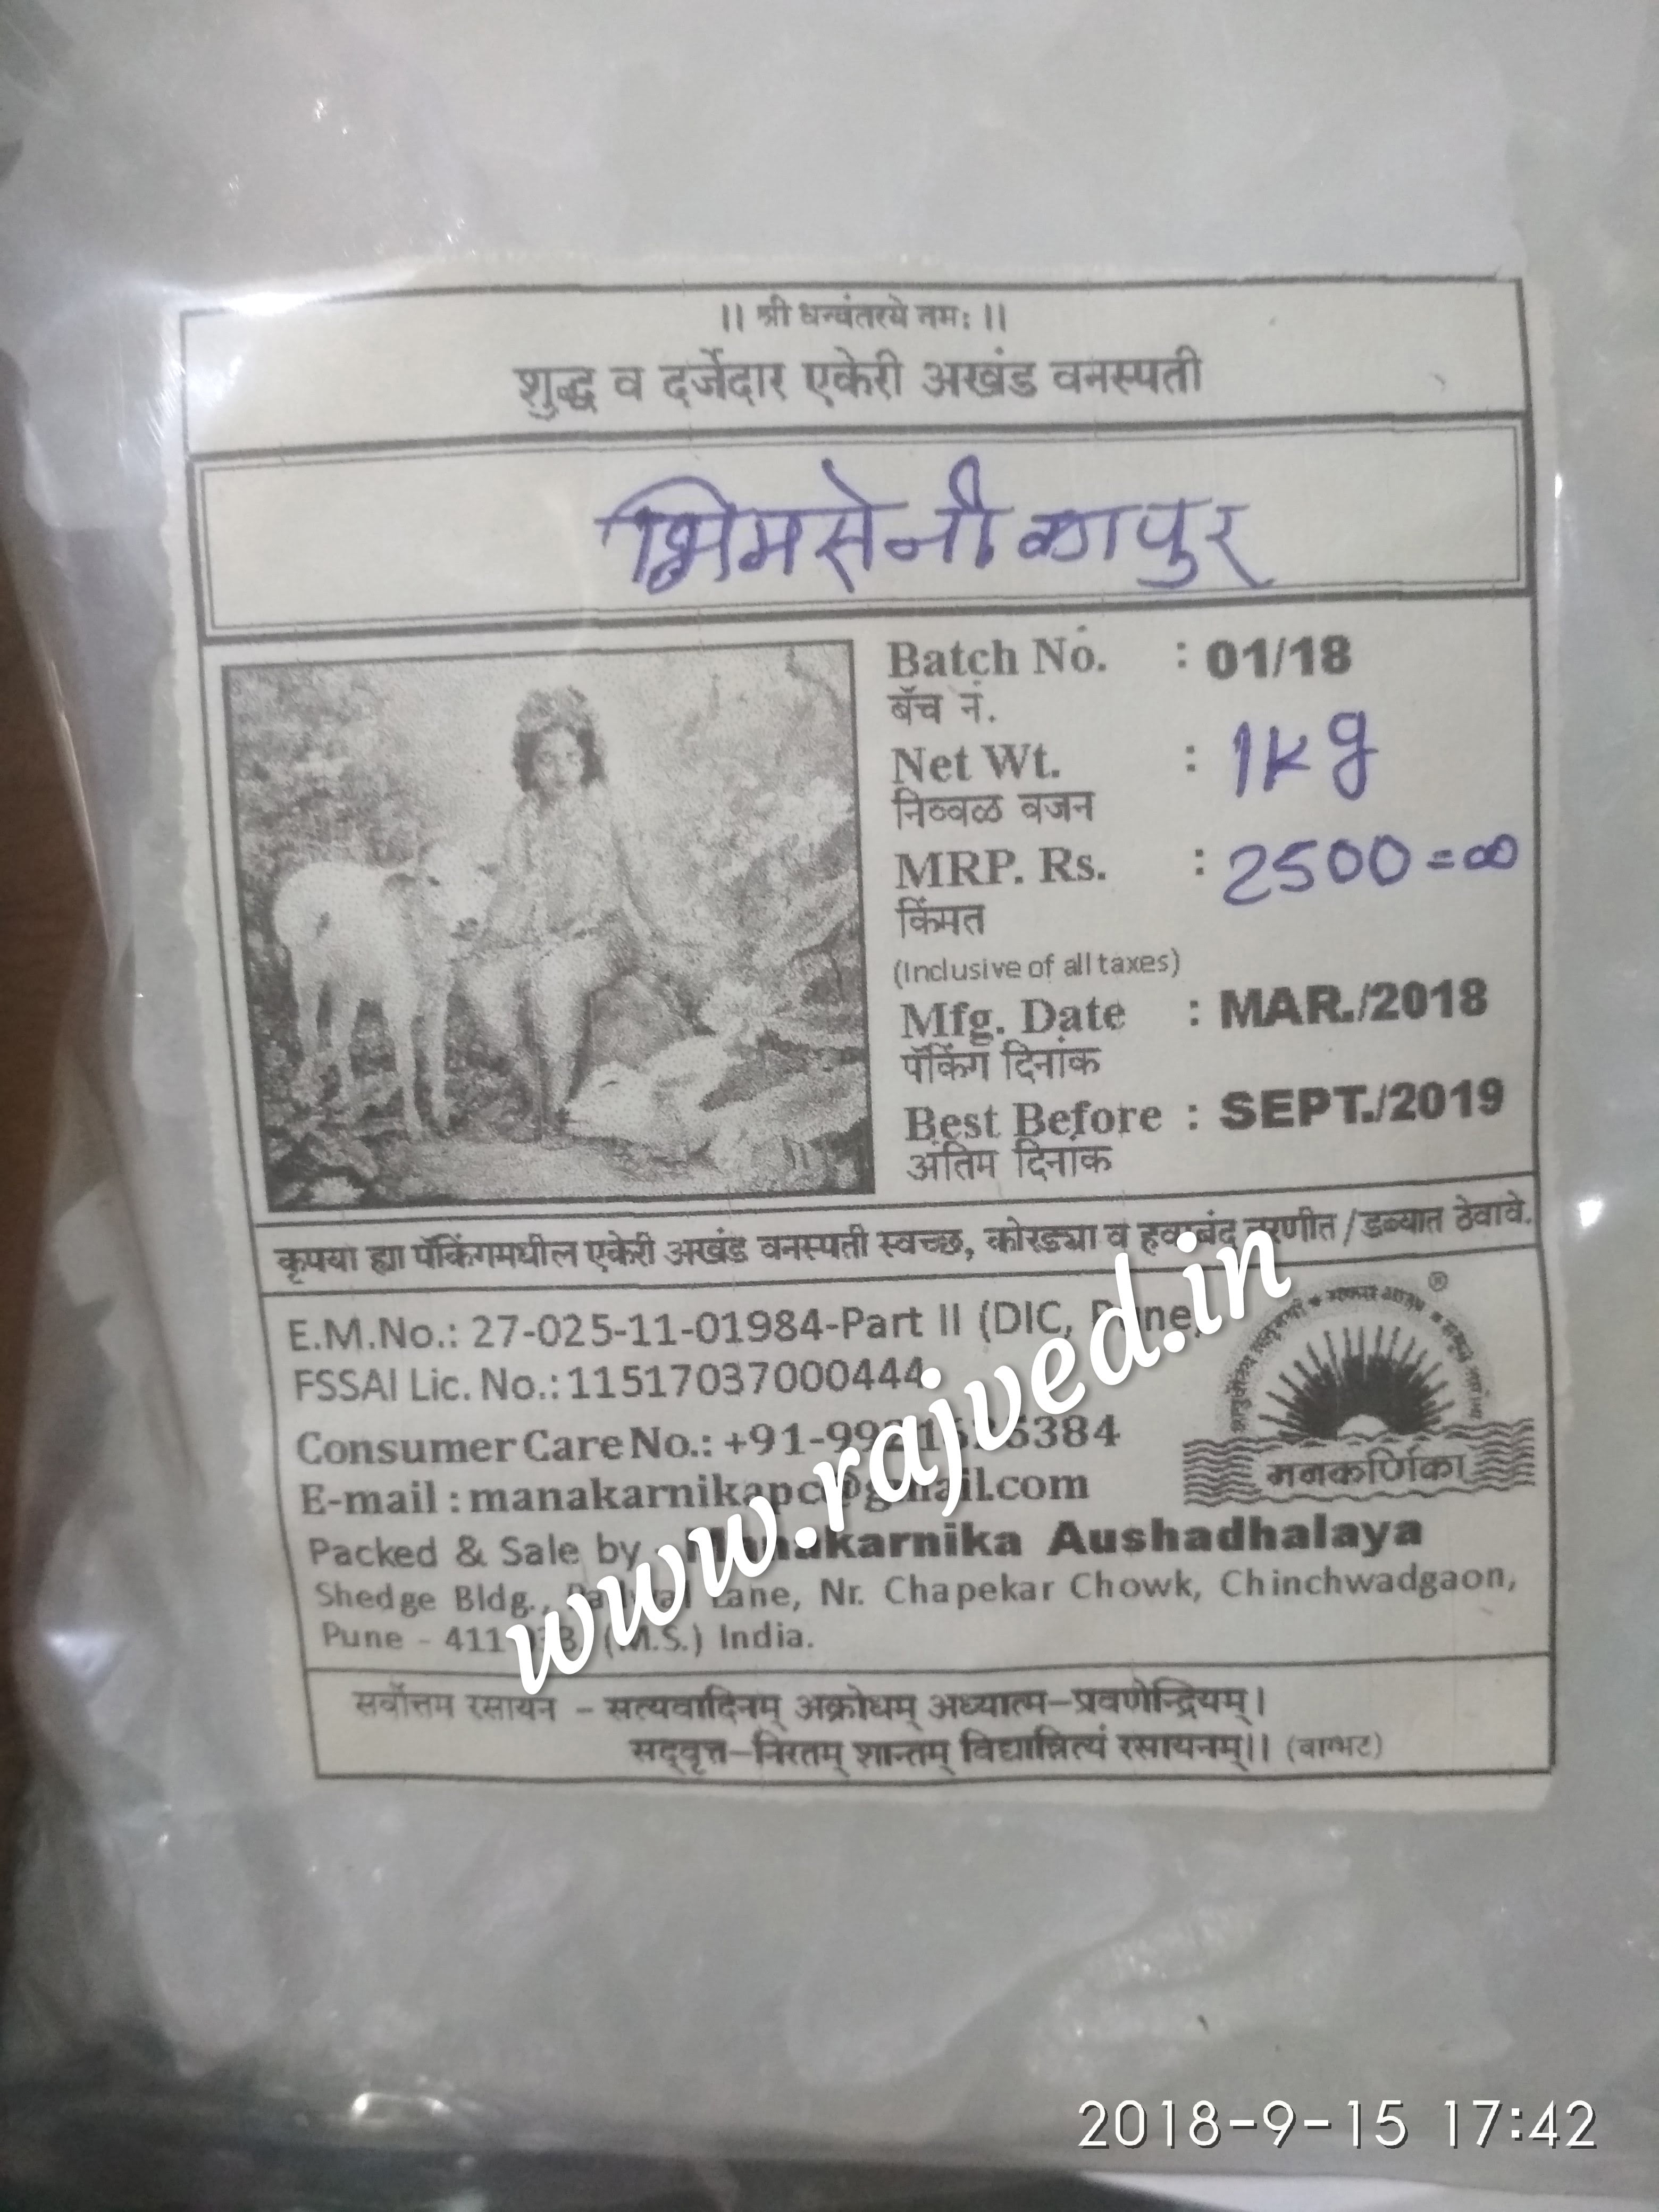 ।। श्री धन्वंतरये नमः ।।
शुद्ध व दर्जेदार एकेरी अखंड वनस्पती
भिमसेनी कापुर
Batch No. : 01/18
बॅच नं.
Net Wt. : 1kg
निव्वळ वजन
MRP. Rs. : 2500=00
किंमत
(Inclusive of all taxes)
Mfg. Date : MAR./2018
पॅकिंग दिनांक
Best Before : SEPT./2019
अंतिम दिनांक
कृपया ह्या पॅकिंगमधील एकेरी अखंड वनस्पती स्वच्छ, कोरड्या व हवाबंद बरणीत / डब्यात ठेवावे.
E.M.No.: 27-025-11-01984-Part II (DIC, Pune)
FSSAI Lic. No.: 11517037000444
Consumer Care No.: 5384
E-mail : @gmail.com
®
मनकर्णिका
Packed & Sale by Manakarnika Aushadhalaya
Shedge Bldg., Lane, Nr. Chapekar Chowk, Chinchwadgaon,
Pune - (M.S.) India.
सर्वोत्तम रसायन - सत्यवादिनम् अक्रोधम् अध्यात्म-प्रवणेन्द्रियम्।
सद्‌वृत्त-निरतम् शान्तम् विद्यान्नित्यं रसायनम्।। (वाग्भट)
www.rajved.in
2018-9-15 17:42